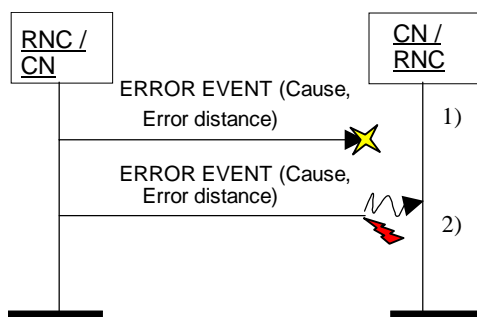 RNC /
CN
CN /
RNC
ERROR EVENT (Cause,
Error distance)
1)
ERROR EVENT (Cause,
Error distance)
2)